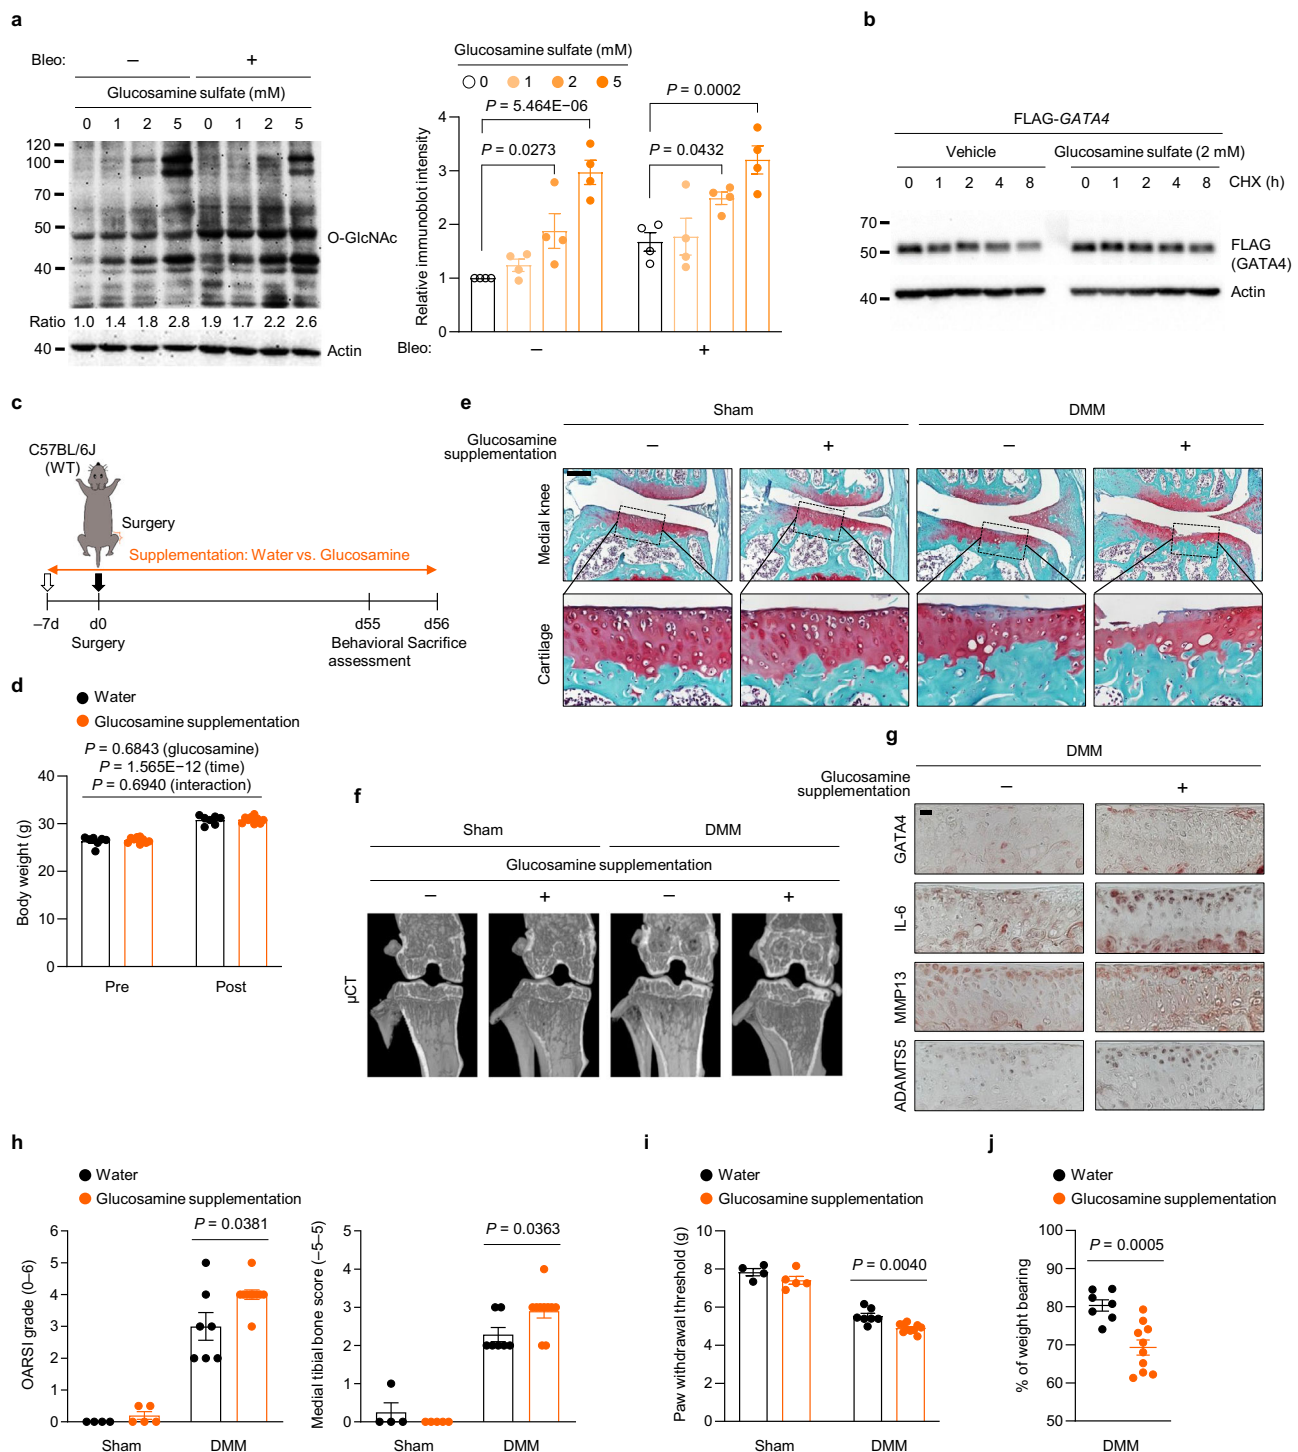 a
Bleo: – +
Glucosamine sulfate (mM)
0 1 2 5 0 1 2 5
120
100
70
50
40
O-GlcNAc
Ratio 1.0 1.4 1.8 2.8 1.9 1.7 2.2 2.6
40
Actin
Glucosamine sulfate (mM)
0 1 2 5
P = 0.0002
P = 5.464E−06
P = 0.0273
P = 0.0432
Relative immunoblot intensity
4
3
2
1
0
Bleo: – +
b
FLAG-GATA4
Vehicle Glucosamine sulfate (2 mM)
0 1 2 4 8 0 1 2 4 8 CHX (h)
70
50
40
FLAG
(GATA4)
Actin
c
C57BL/6J
(WT)
Surgery
Supplementation: Water vs. Glucosamine
–7d d0 d55 d56
Surgery
Behavioral Sacrifice
assessment
d
Water
Glucosamine supplementation
P = 0.6843 (glucosamine)
P = 1.565E−12 (time)
P = 0.6940 (interaction)
Body weight (g)
40
30
20
10
0
Pre Post
e
Sham DMM
Glucosamine
supplementation
– + – +
Medial knee
Cartilage
f
Sham DMM
Glucosamine supplementation
– + – +
µCT
g
DMM
Glucosamine
supplementation
– +
GATA4
IL-6
MMP13
ADAMTS5
h
Water
Glucosamine supplementation
P = 0.0381
OARSI grade (0–6)
6
5
4
3
2
1
0
Sham DMM
P = 0.0363
Medial tibial bone score (–5–5)
5
4
3
2
1
0
Sham DMM
i
Water
Glucosamine supplementation
P = 0.0040
Paw withdrawal threshold (g)
10
8
6
4
2
0
Sham DMM
j
Water
Glucosamine supplementation
P = 0.0005
% of weight bearing
100
90
80
70
60
50
DMM